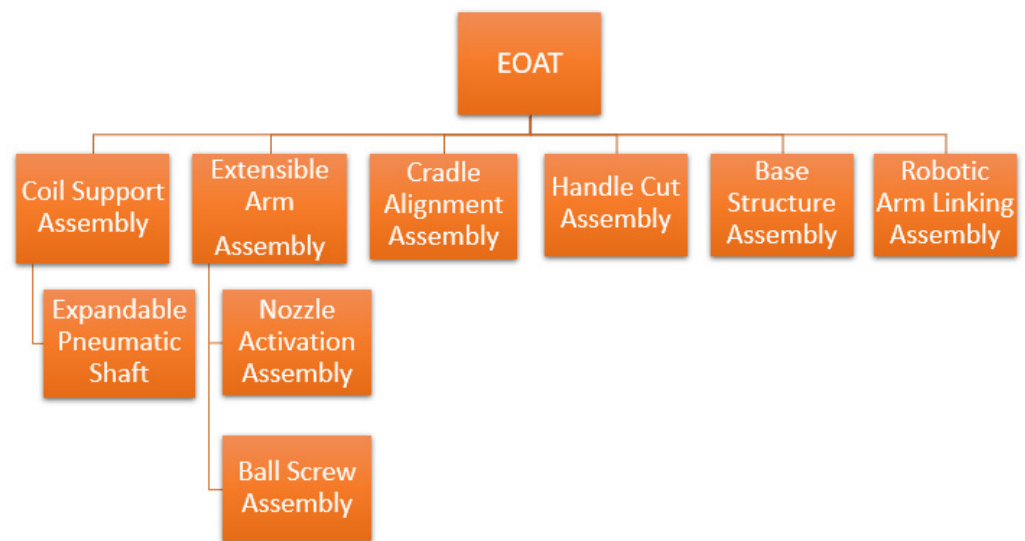 EOAT
Coil Support
Assembly
Extensible
Arm
Assembly
Cradle
Alignment
Assembly
Handle Cut
Assembly
Base
Structure
Assembly
Robotic
Arm Linking
Assembly
Expandable
Pneumatic
Shaft
Nozzle
Activation
Assembly
Ball Screw
Assembly